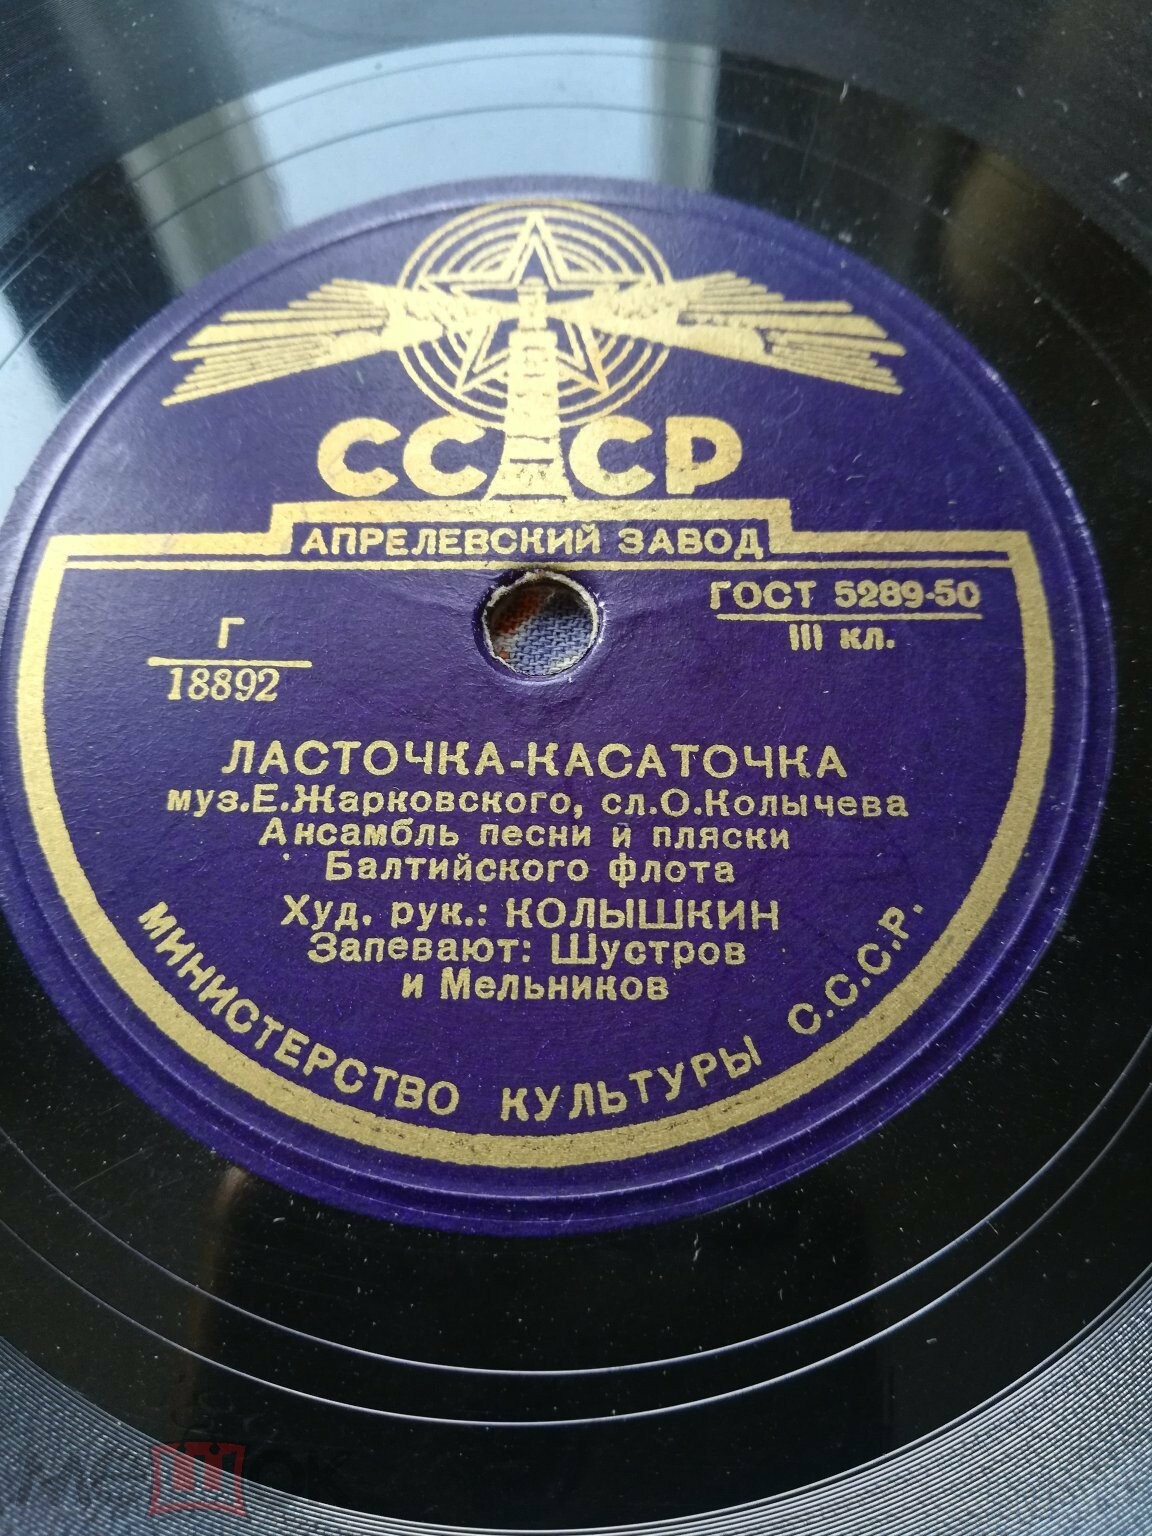 СССР
АПРЕЛЕВСКИЙ ЗАВОД
ГОСТ 5289-50
III кл.
Г
18892
ЛАСТОЧКА-КАСАТОЧКА
муз.Е.Жарковского, сл.О.Колычева
Ансамбль песни и пляски
Балтийского флота
Худ. рук.: КОЛЫШКИН
Запевают: Шустров
и Мельников
МИНИСТЕРСТВО КУЛЬТУРЫ С.С.С.Р.